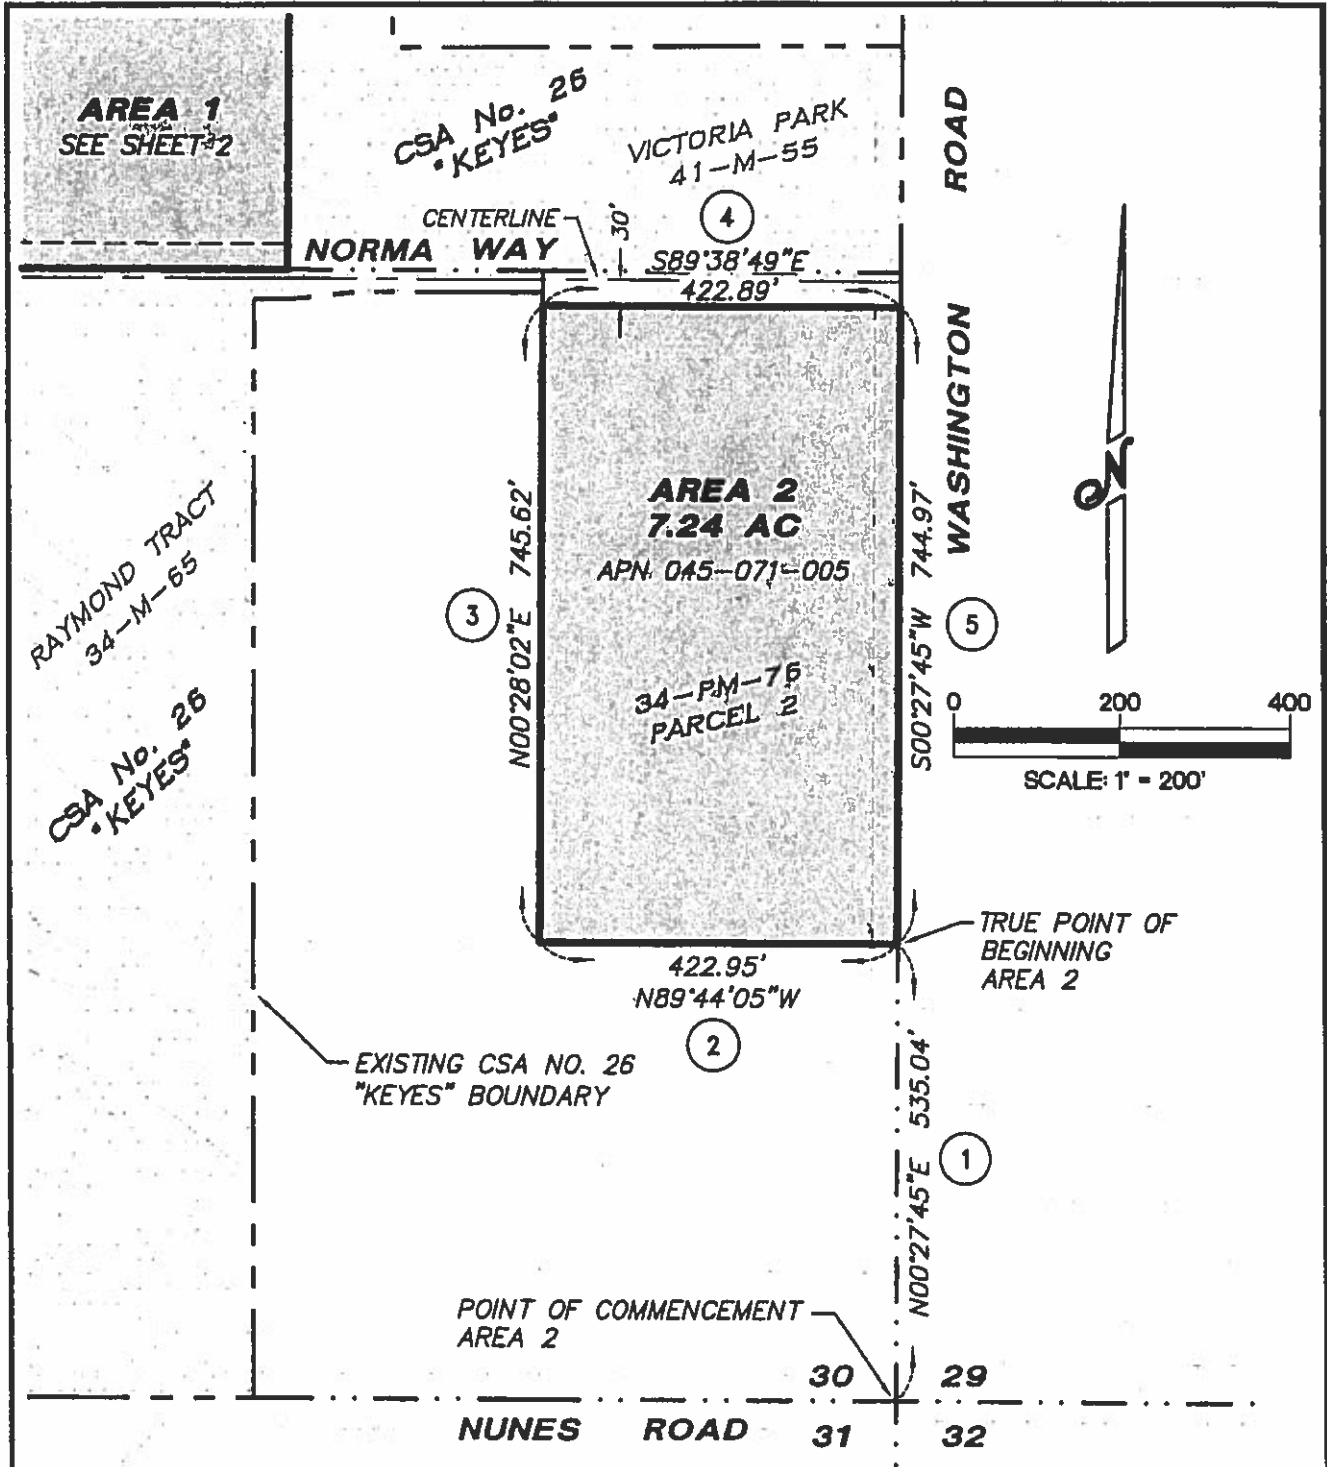 AREA 1
SEE SHEET 2
CSA No. 26
"KEYES"
VICTORIA PARK
41-M-55
ROAD
CENTERLINE
30'
4
NORMA WAY
S89°38'49"E
422.89'
WASHINGTON
N
AREA 2
7.24 AC
APN 045-071-005
745.62'
N00°28'02"E
3
744.97'
S00°27'45"W
5
RAYMOND TRACT
34-M-65
34-PM-76
PARCEL 2
0 200 400
SCALE: 1" = 200'
CSA No. 26
"KEYES"
TRUE POINT OF
BEGINNING
AREA 2
422.95'
N89°44'05"W
2
EXISTING CSA NO. 26
"KEYES" BOUNDARY
535.04'
N00°27'45"E
1
POINT OF COMMENCEMENT
AREA 2
30 29
NUNES ROAD 31 32